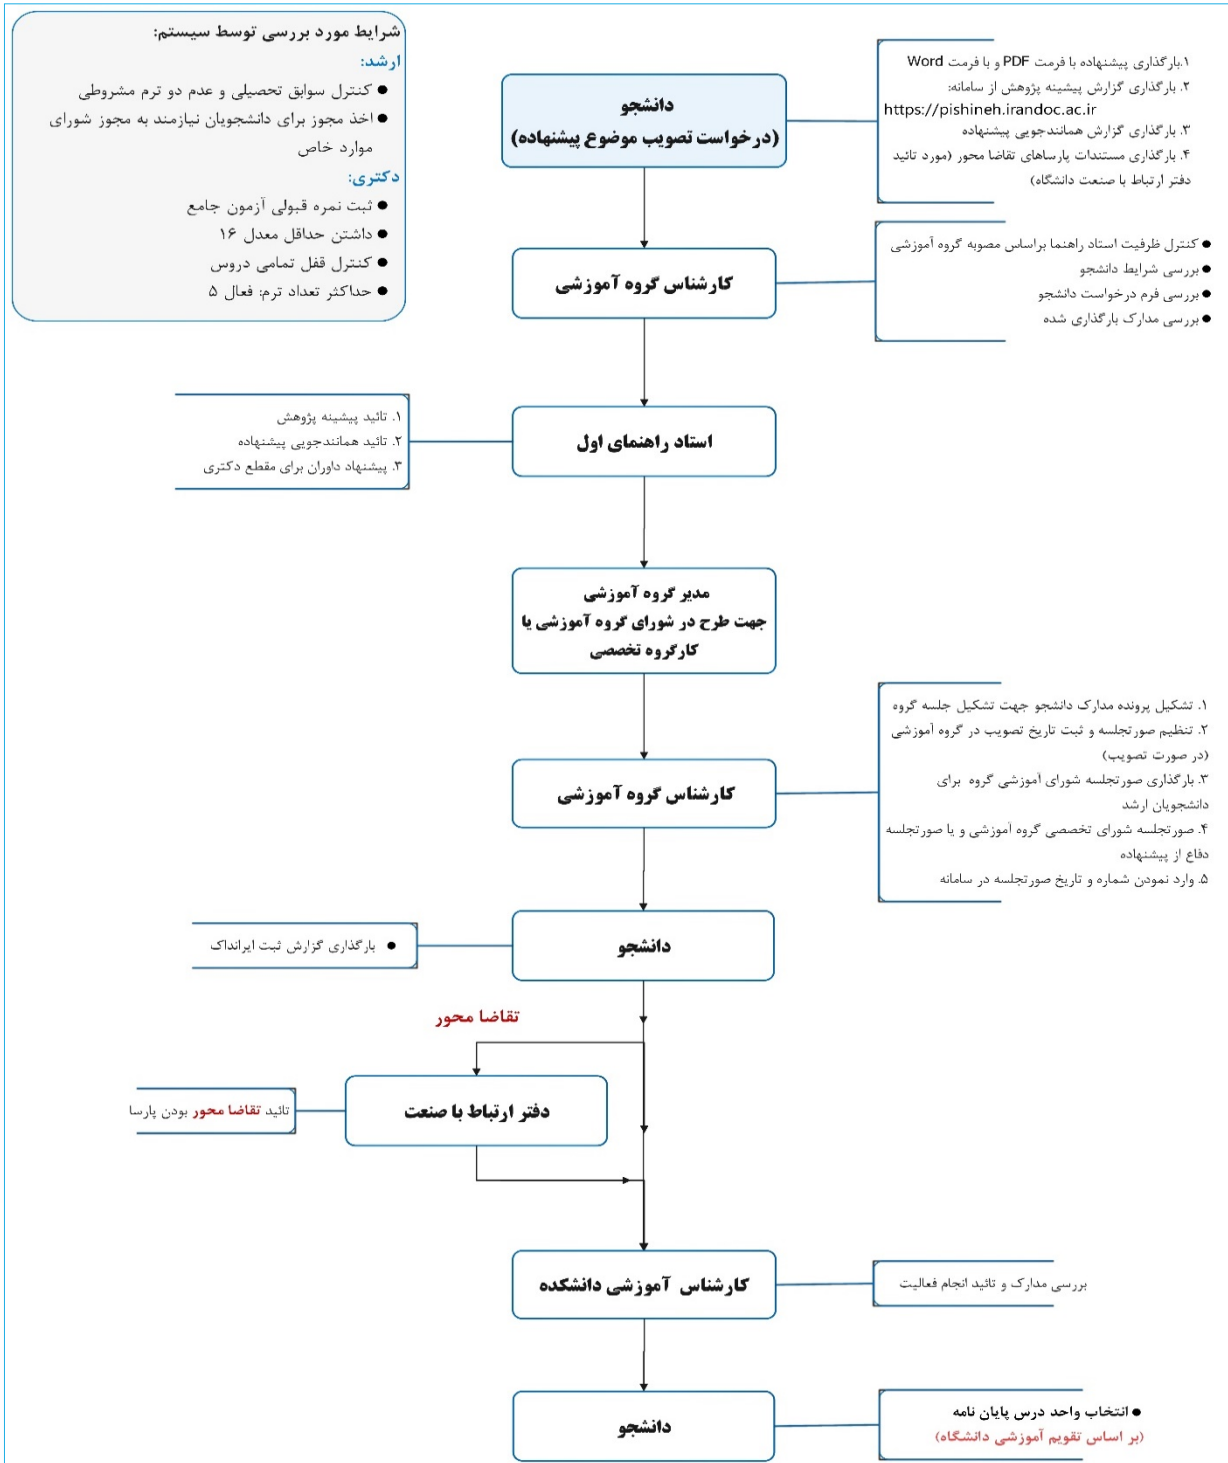 شرایط مورد بررسی توسط سیستم:
ارشد:
● کنترل سوابق تحصیلی و عدم دو ترم مشروطی
● اخذ مجوز برای دانشجویان نیازمند به مجوز شورای
موارد خاص
دکتری:
● ثبت نمره قبولی آزمون جامع
● داشتن حداقل معدل ۱۶
● کنترل قفل تمامی دروس
● حداکثر تعداد ترم: فعال ۵
دانشجو
(درخواست تصویب موضوع پیشنهاده)
۱.بارگذاری پیشنهاده با فرمت PDF و با فرمت Word
۲. بارگذاری گزارش پیشینه پژوهش از سامانه:
https://pishineh.irandoc.ac.ir
۳. بارگذاری گزارش همانندجویی پیشنهاده
۴. بارگذاری مستندات پارساهای تقاضا محور (مورد تائید
دفتر ارتباط با صنعت دانشگاه)
کارشناس گروه آموزشی
● کنترل ظرفیت استاد راهنما براساس مصوبه گروه آموزشی
● بررسی شرایط دانشجو
● بررسی فرم درخواست دانشجو
● بررسی مدارک بارگذاری شده
استاد راهنمای اول
۱. تائید پیشینه پژوهش
۲. تائید همانندجویی پیشنهاده
۳. پیشنهاد داوران برای مقطع دکتری
مدیر گروه آموزشی
جهت طرح در شورای گروه آموزشی یا
کارگروه تخصصی
کارشناس گروه آموزشی
۱. تشکیل پرونده مدارک دانشجو جهت تشکیل جلسه گروه
۲. تنظیم صورتجلسه و ثبت تاریخ تصویب در گروه آموزشی
(در صورت تصویب)
۳. بارگذاری صورتجلسه شورای آموزشی گروه برای
دانشجویان ارشد
۴. صورتجلسه شورای تخصصی گروه آموزشی و یا صورتجلسه
دفاع از پیشنهاده
۵. وارد نمودن شماره و تاریخ صورتجلسه در سامانه
دانشجو
● بارگذاری گزارش ثبت ایرانداک
تقاضا محور
دفتر ارتباط با صنعت
تائید تقاضا محور بودن پارسا
کارشناس آموزشی دانشکده
بررسی مدارک و تائید انجام فعالیت
دانشجو
● انتخاب واحد درس پایان نامه
(بر اساس تقویم آموزشی دانشگاه)